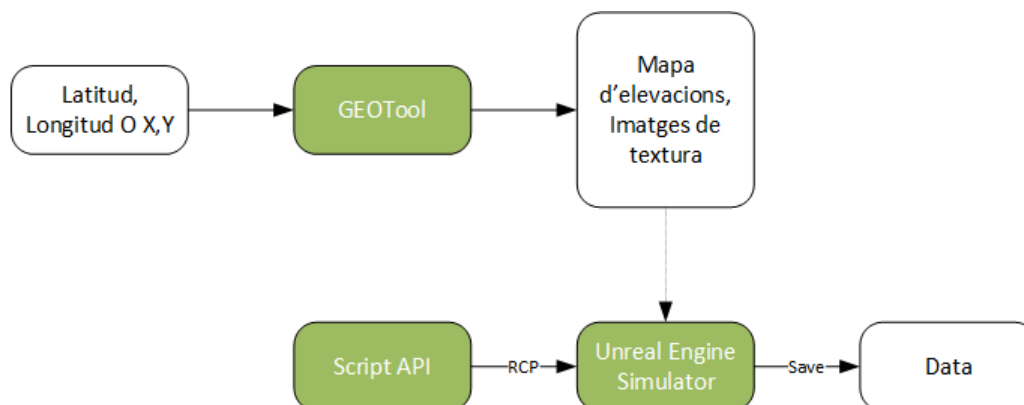 Latitud,
Longitud O X,Y
GEOTool
Mapa
d’elevacions,
Imatges de
textura
Script API
RCP
Unreal Engine
Simulator
Save
Data